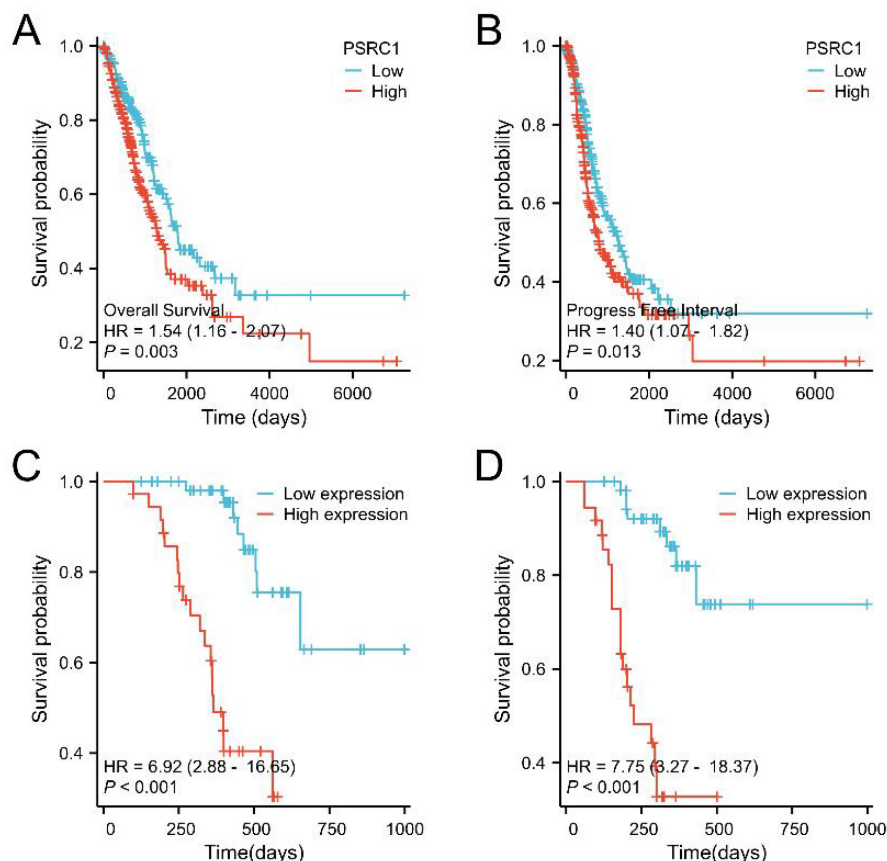 A
PSRC1
Low
High
Survival probability
1.0
0.8
0.6
0.4
0.2
Overall Survival
HR = 1.54 (1.16 - 2.07)
P = 0.003
0 2000 4000 6000
Time (days)
B
PSRC1
Low
High
Survival probability
1.0
0.8
0.6
0.4
0.2
Progress Free Interval
HR = 1.40 (1.07 - 1.82)
P = 0.013
0 2000 4000 6000
Time (days)
C
Low expression
High expression
Survival probability
1.0
0.8
0.6
0.4
HR = 6.92 (2.88 - 16.65)
P < 0.001
0 250 500 750 1000
Time(days)
D
Low expression
High expression
Survival probability
1.0
0.8
0.6
0.4
HR = 7.75 (3.27 - 18.37)
P < 0.001
0 250 500 750 1000
Time(days)